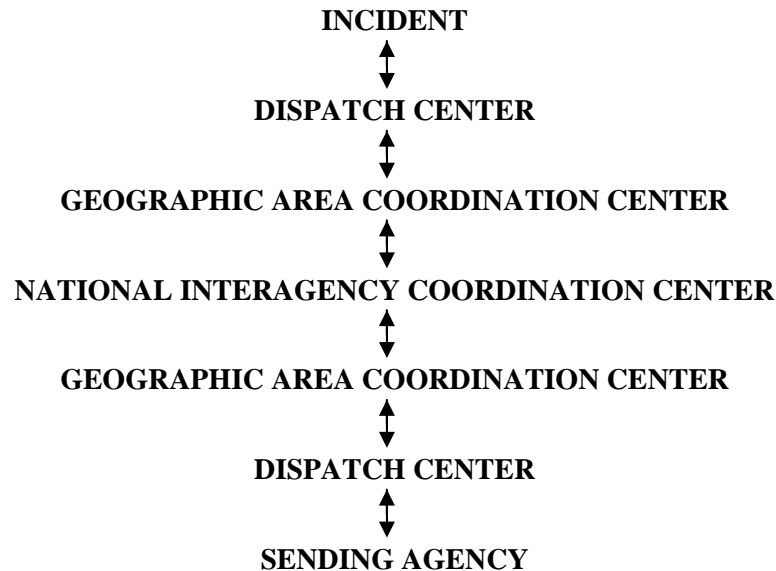 INCIDENT
DISPATCH CENTER
GEOGRAPHIC AREA COORDINATION CENTER
NATIONAL INTERAGENCY COORDINATION CENTER
GEOGRAPHIC AREA COORDINATION CENTER
DISPATCH CENTER
SENDING AGENCY